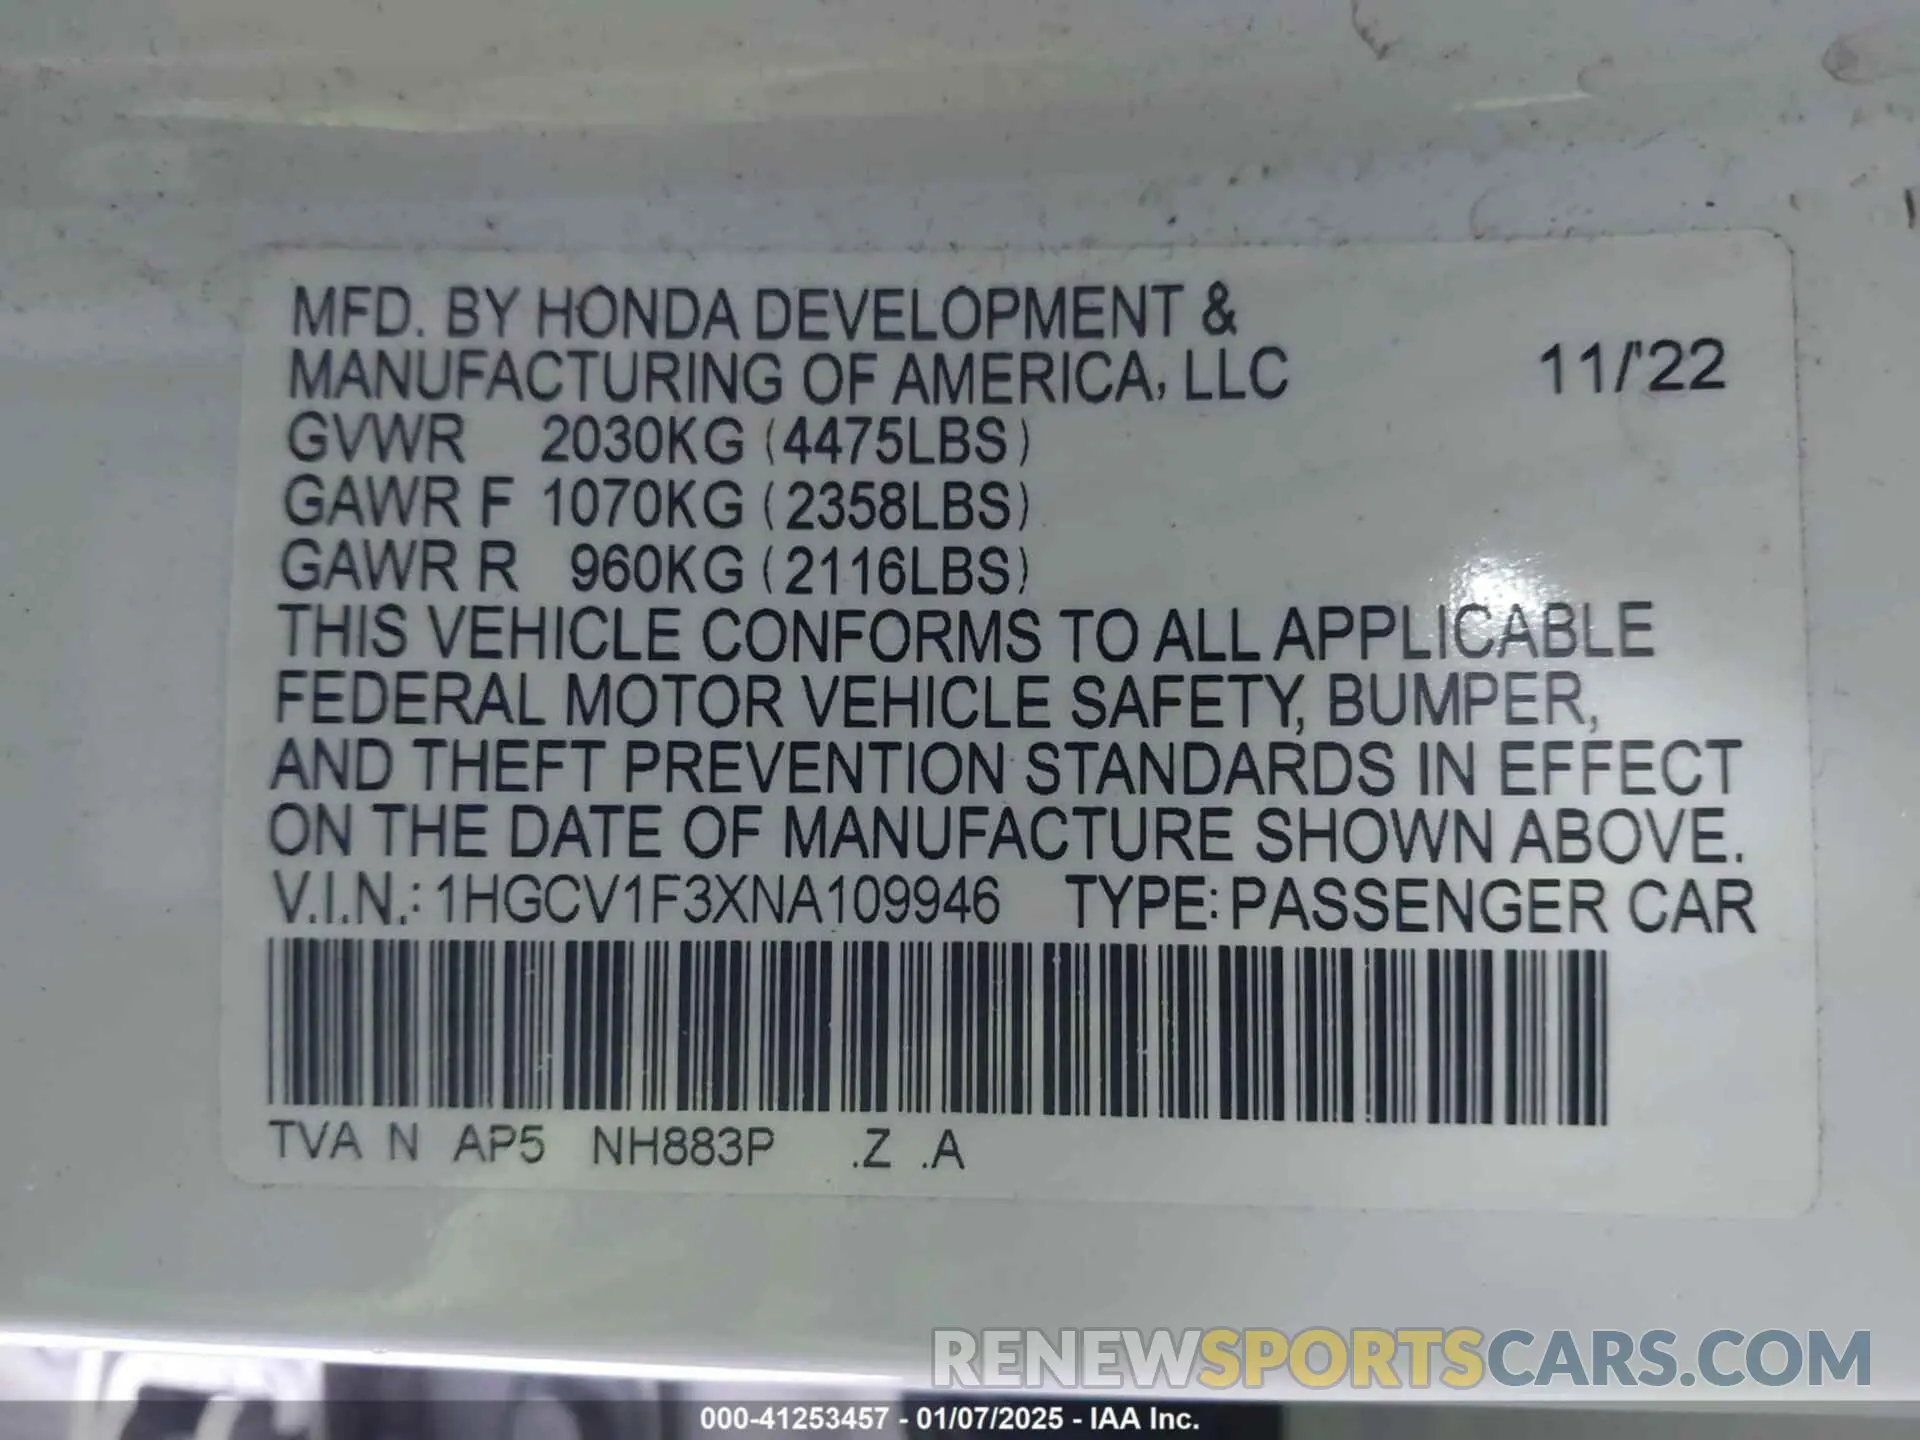 MFD. BY HONDA DEVELOPMENT &
MANUFACTURING OF AMERICA, LLC 11/'22
GVWR 2030KG (4475LBS)
GAWR F 1070KG (2358LBS)
GAWR R 960KG (2116LBS)
THIS VEHICLE CONFORMS TO ALL APPLICABLE
FEDERAL MOTOR VEHICLE SAFETY, BUMPER,
AND THEFT PREVENTION STANDARDS IN EFFECT
ON THE DATE OF MANUFACTURE SHOWN ABOVE.
V.I.N.: 1HGCV1F3XNA109946 TYPE: PASSENGER CAR
TVA N AP5 NH883P .Z .A
RENEWSPORTSCARS.COM
000-41253457 - 01/07/2025 - IAA Inc.